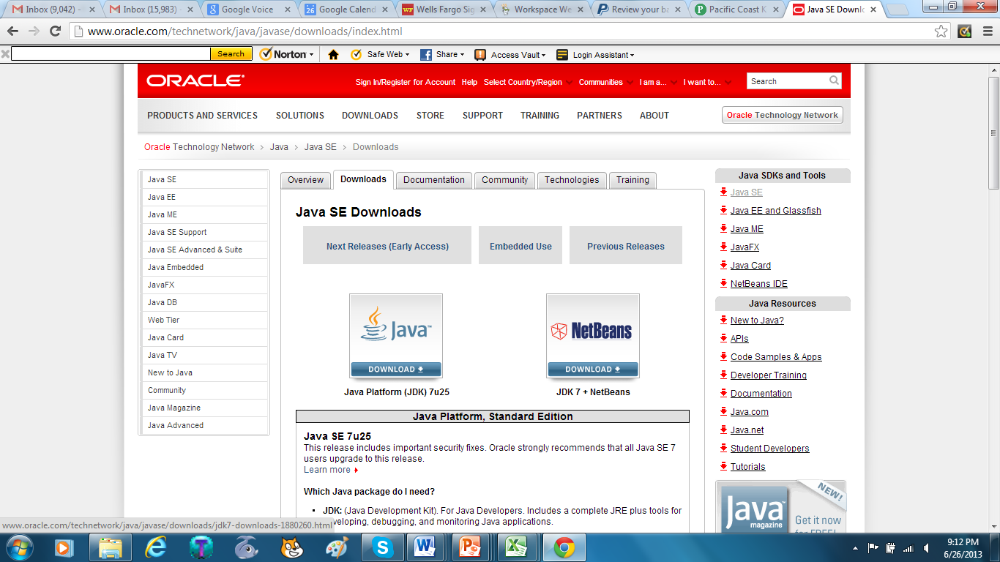 Inbox (9,042) -
Inbox (15,983) -
Google Voice
Google Calend
Wells Fargo Sig
Workspace We
Review your ba
Pacific Coast K
Java SE Downlo
www.oracle.com/technetwork/java/javase/downloads/index.html
Search
Norton
Safe Web
Share
Access Vault
Login Assistant
ORACLE
Sign In/Register for Account
Help
Select Country/Region
Communities
I am a...
I want to...
Search
PRODUCTS AND SERVICES
SOLUTIONS
DOWNLOADS
STORE
SUPPORT
TRAINING
PARTNERS
ABOUT
Oracle Technology Network
Oracle Technology Network > Java > Java SE > Downloads
Java SE
Java EE
Java ME
Java SE Support
Java SE Advanced & Suite
Java Embedded
JavaFX
Java DB
Web Tier
Java Card
Java TV
New to Java
Community
Java Magazine
Java Advanced
Overview
Downloads
Documentation
Community
Technologies
Training
Java SE Downloads
Next Releases (Early Access)
Embedded Use
Previous Releases
Java™
DOWNLOAD
Java Platform (JDK) 7u25
NetBeans
DOWNLOAD
JDK 7 + NetBeans
Java Platform, Standard Edition
Java SE 7u25
This release includes important security fixes. Oracle strongly recommends that all Java SE 7
users upgrade to this release.
Learn more
Which Java package do I need?
JDK: (Java Development Kit). For Java Developers. Includes a complete JRE plus tools for
eveloping, debugging, and monitoring Java applications.
Java SDKs and Tools
Java SE
Java EE and Glassfish
Java ME
JavaFX
Java Card
NetBeans IDE
Java Resources
New to Java?
APIs
Code Samples & Apps
Developer Training
Documentation
Java.com
Java.net
Student Developers
Tutorials
NEW!
Java™
magazine
Get it now
for FREE!
www.oracle.com/technetwork/java/javase/downloads/jdk7-downloads-1880260.html
9:12 PM
6/26/2013